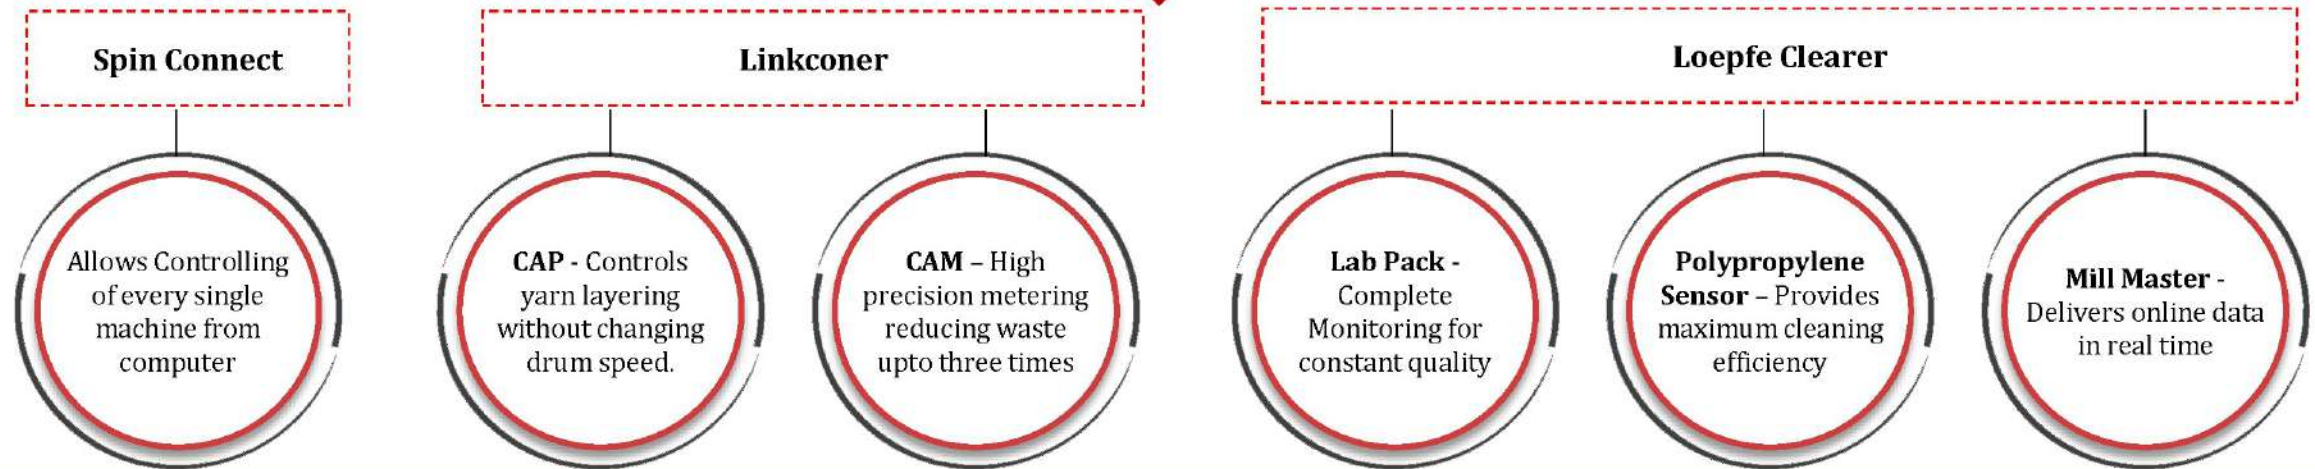 Spin Connect
Linkconer
Loepfe Clearer
Allows Controlling
of every single
machine from
computer
CAP - Controls
yarn layering
without changing
drum speed.
CAM – High
precision metering
reducing waste
upto three times
Lab Pack -
Complete
Monitoring for
constant quality
Polypropylene
Sensor – Provides
maximum cleaning
efficiency
Mill Master -
Delivers online data
in real time